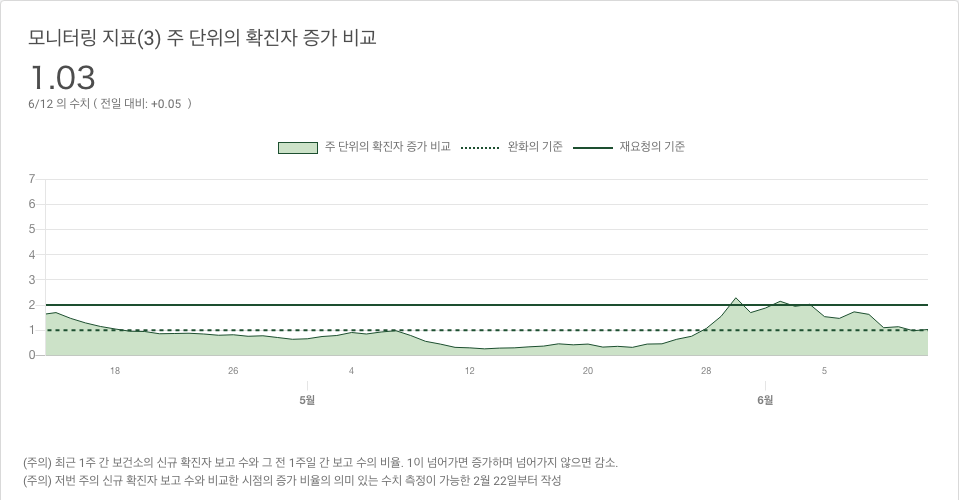 모니터링 지표(3) 주 단위의 확진자 증가 비교
1.03
6/12 의 수치 ( 전일 대비: +0.05 )
주 단위의 확진자 증가 비교 완화의 기준 재요청의 기준
7
6
5
4
3
2
1
0
18 26 4 12 20 28 5
5월 6월
(주의) 최근 1주 간 보건소의 신규 확진자 보고 수와 그 전 1주일 간 보고 수의 비율. 1이 넘어가면 증가하며 넘어가지 않으면 감소.
(주의) 저번 주의 신규 확진자 보고 수와 비교한 시점의 증가 비율의 의미 있는 수치 측정이 가능한 2월 22일부터 작성